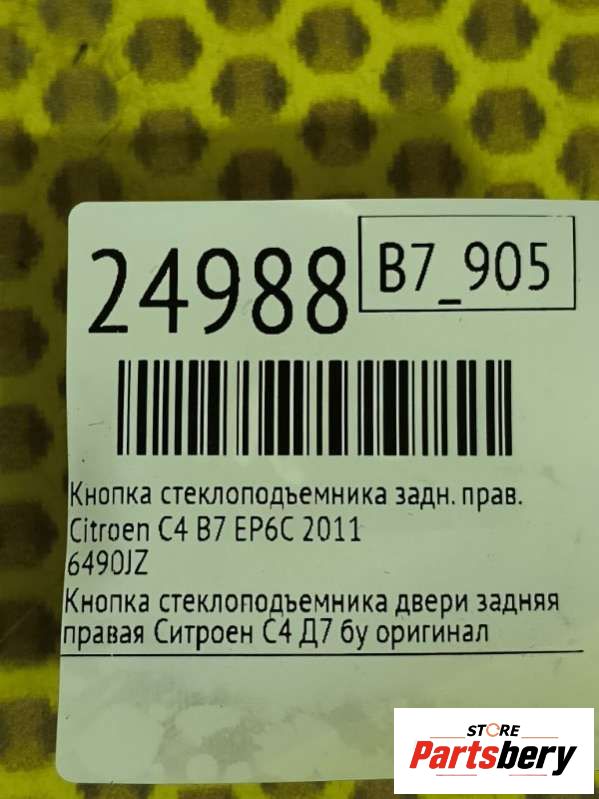 24988
B7_905
Кнопка стеклоподъемника задн. прав.
Citroen C4 B7 EP6C 2011
6490JZ
Кнопка стеклоподъемника двери задняя
правая Ситроен С4 Д7 бу оригинал
STORE
Partsbery